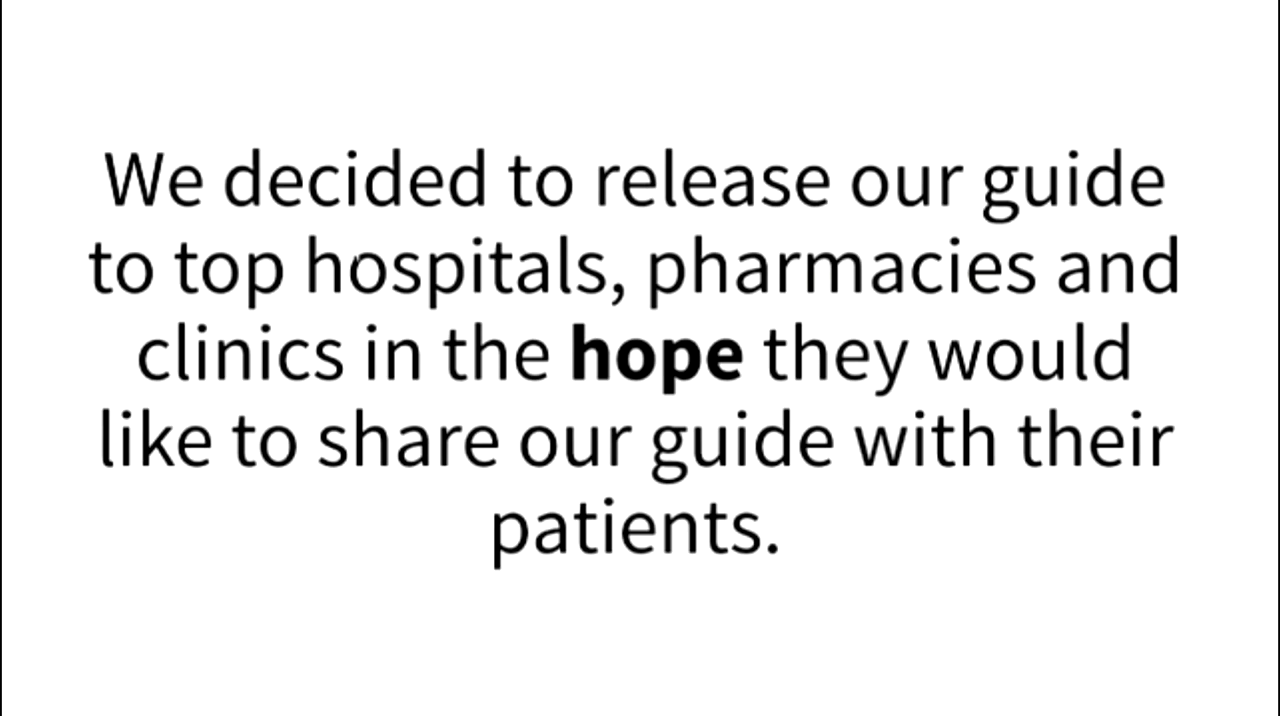 We decided to release our guide
to top hospitals, pharmacies and
clinics in the hope they would
like to share our guide with their
patients.